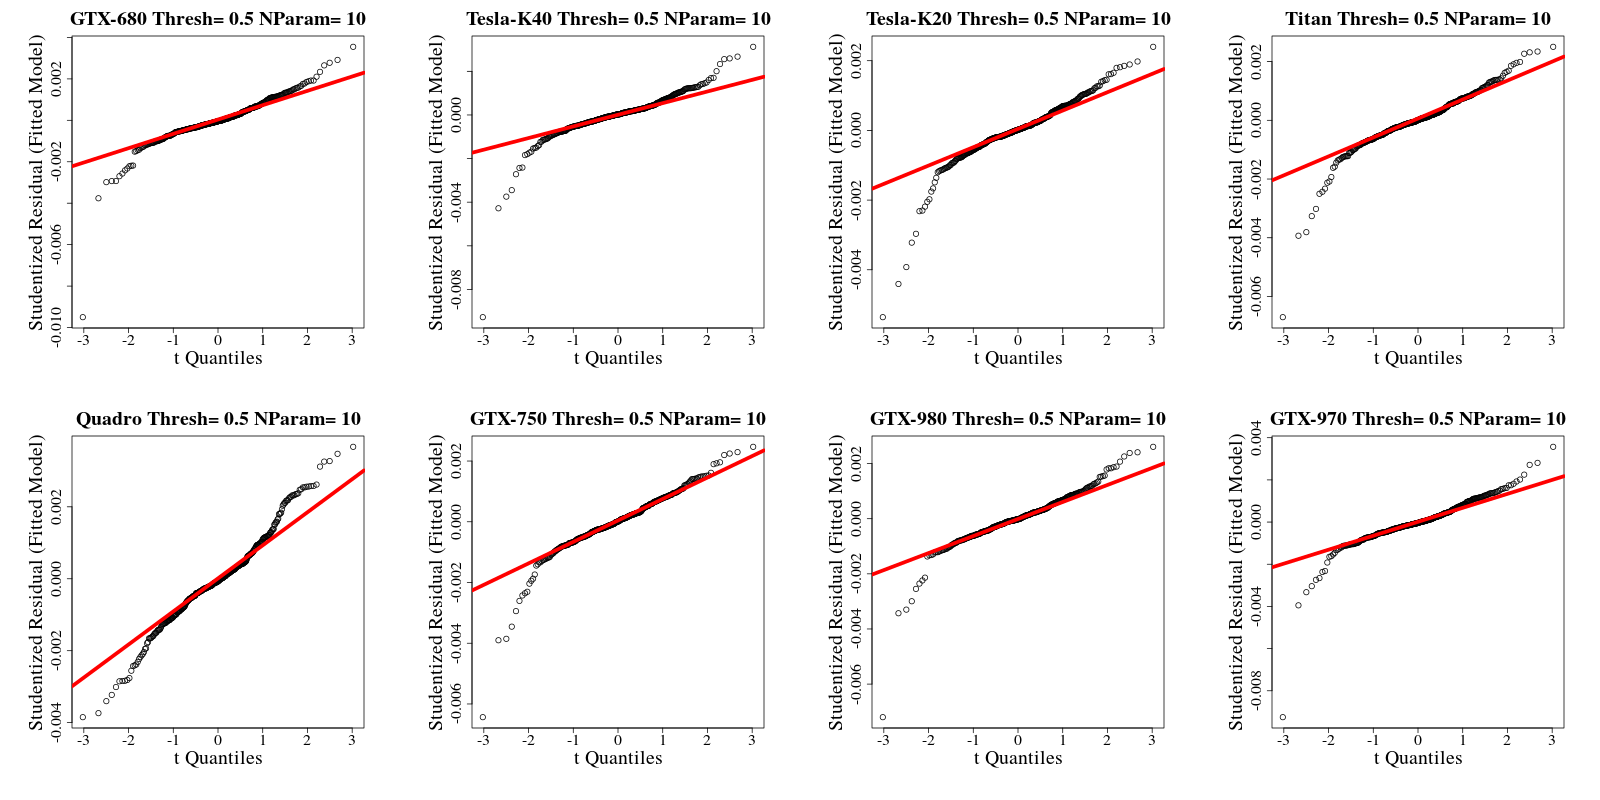 GTX-680 Thresh= 0.5 NParam= 10
Studentized Residual (Fitted Model)
0.002
-0.002
-0.006
-0.010
-3 -2 -1 0 1 2 3
t Quantiles
Tesla-K40 Thresh= 0.5 NParam= 10
Studentized Residual (Fitted Model)
0.000
-0.004
-0.008
-3 -2 -1 0 1 2 3
t Quantiles
Tesla-K20 Thresh= 0.5 NParam= 10
Studentized Residual (Fitted Model)
0.002
0.000
-0.002
-0.004
-3 -2 -1 0 1 2 3
t Quantiles
Titan Thresh= 0.5 NParam= 10
Studentized Residual (Fitted Model)
0.002
0.000
-0.002
-0.004
-0.006
-3 -2 -1 0 1 2 3
t Quantiles
Quadro Thresh= 0.5 NParam= 10
Studentized Residual (Fitted Model)
0.002
0.000
-0.002
-0.004
-3 -2 -1 0 1 2 3
t Quantiles
GTX-750 Thresh= 0.5 NParam= 10
Studentized Residual (Fitted Model)
0.002
0.000
-0.002
-0.004
-0.006
-3 -2 -1 0 1 2 3
t Quantiles
GTX-980 Thresh= 0.5 NParam= 10
Studentized Residual (Fitted Model)
0.002
0.000
-0.002
-0.004
-0.006
-3 -2 -1 0 1 2 3
t Quantiles
GTX-970 Thresh= 0.5 NParam= 10
Studentized Residual (Fitted Model)
0.004
0.000
-0.004
-0.008
-3 -2 -1 0 1 2 3
t Quantiles